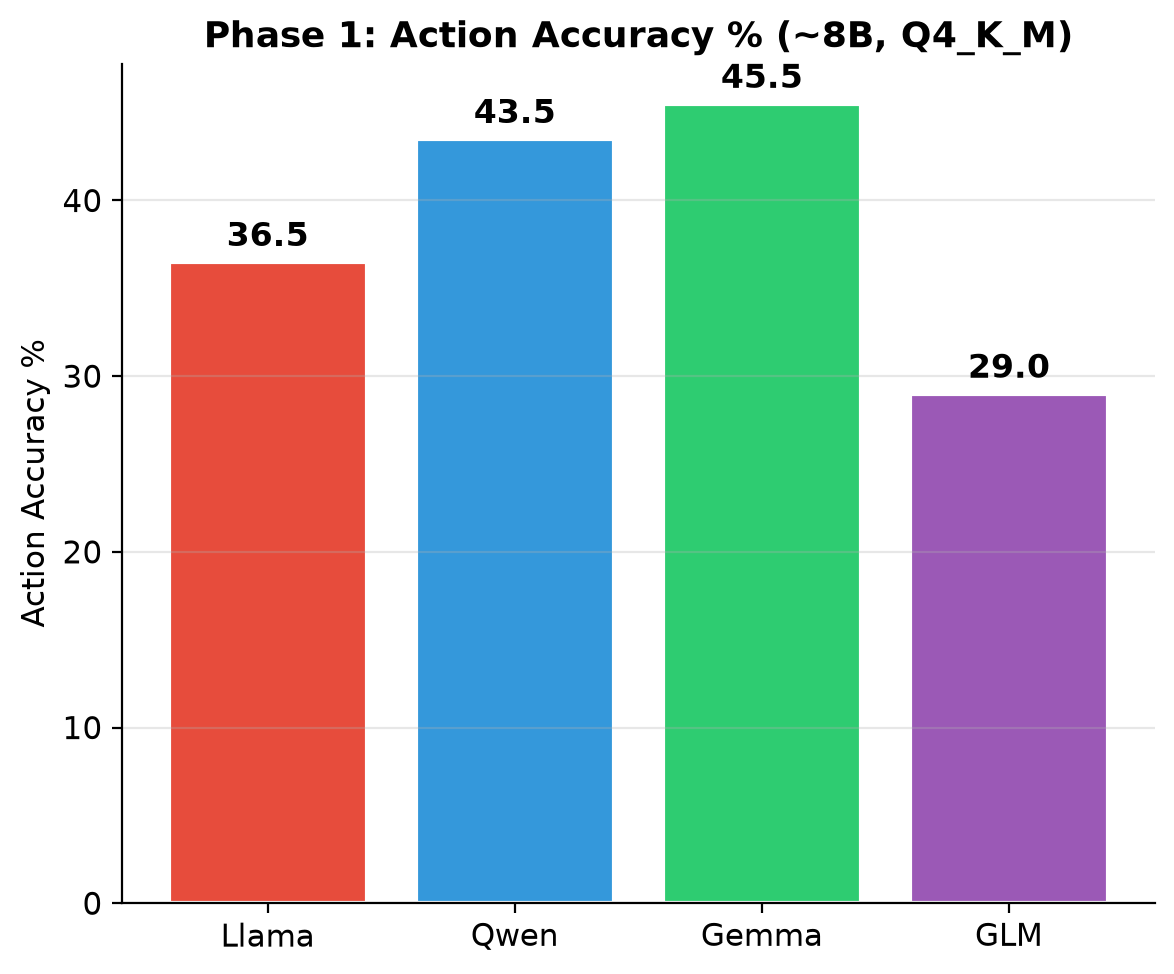 Phase 1: Action Accuracy % (~8B, Q4_K_M)
45.5
43.5
36.5
29.0
Action Accuracy %
40
30
20
10
0
Llama
Qwen
Gemma
GLM